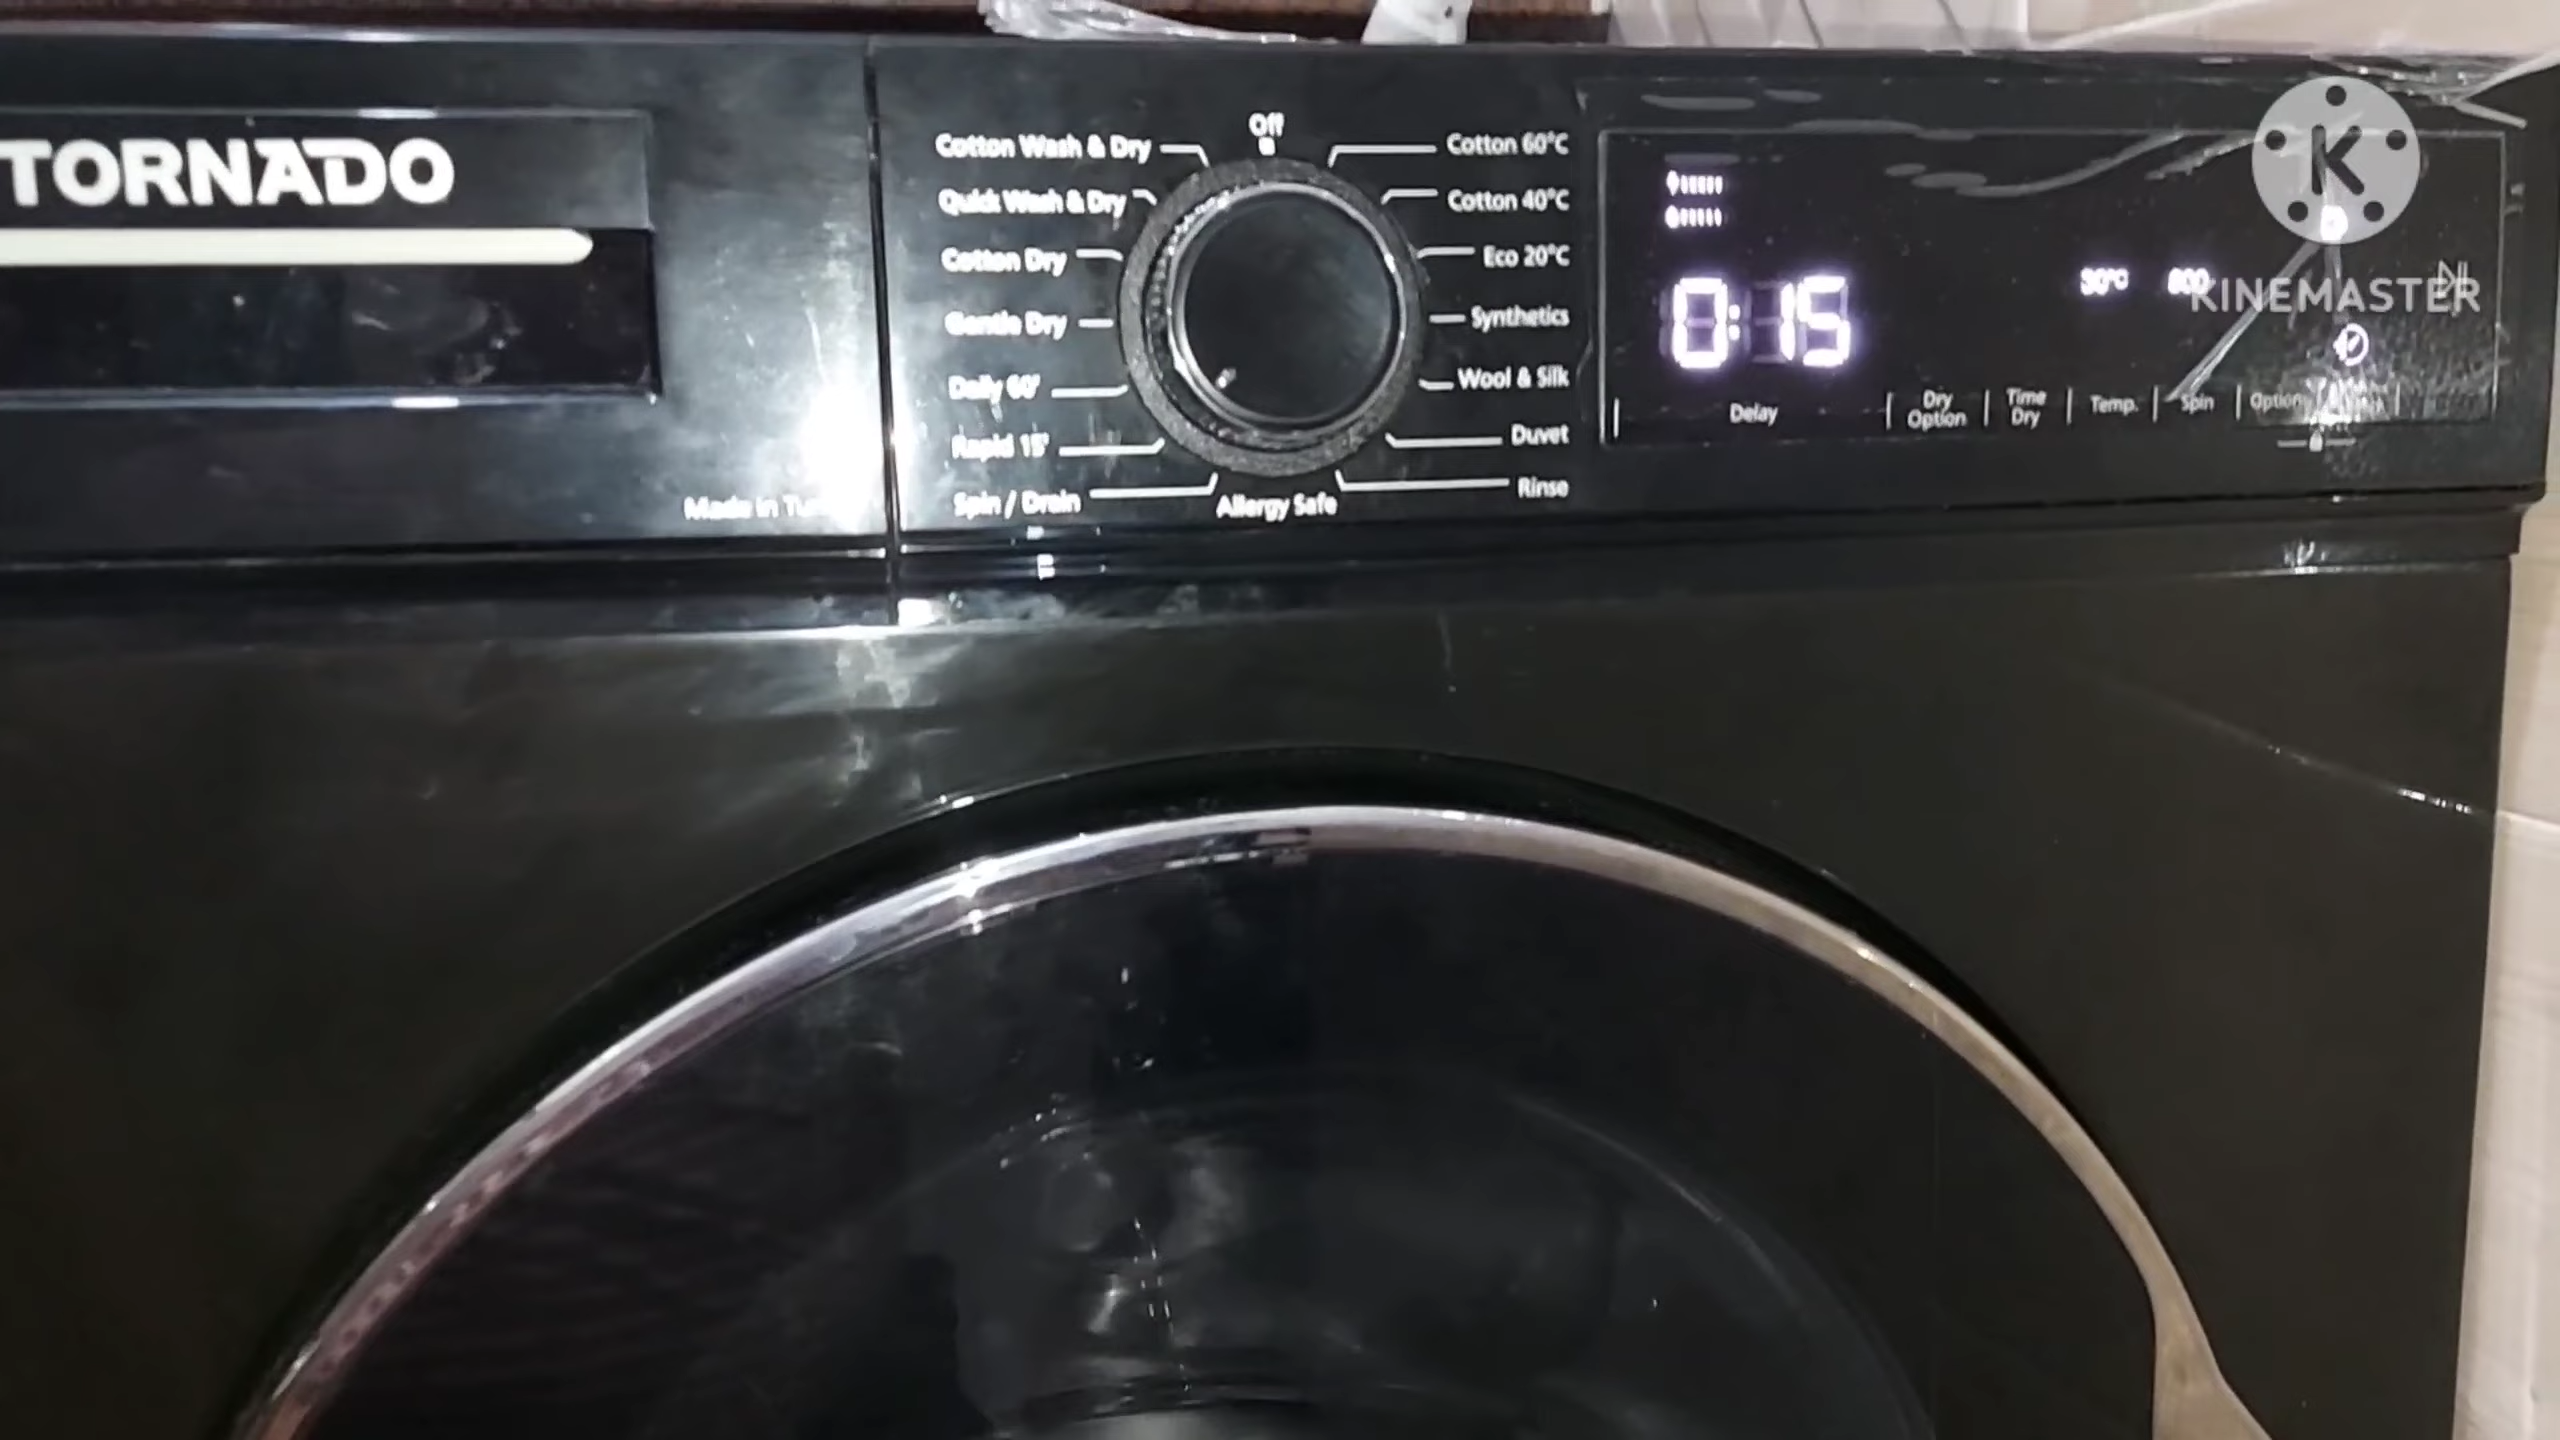 TORNADO
Made in
Off
Cotton Wash & Dry
Quick Wash & Dry
Cotton Dry
Gentle Dry
Daily 60'
Rapid 15'
Spin / Drain
Allergy Safe
Cotton 60°C
Cotton 40°C
Eco 20°C
Synthetics
Wool & Silk
Duvet
Rinse
0:15
30°C 800
Delay
Dry Option
Time Dry
Temp.
Spin
Option
K
KINEMASTER